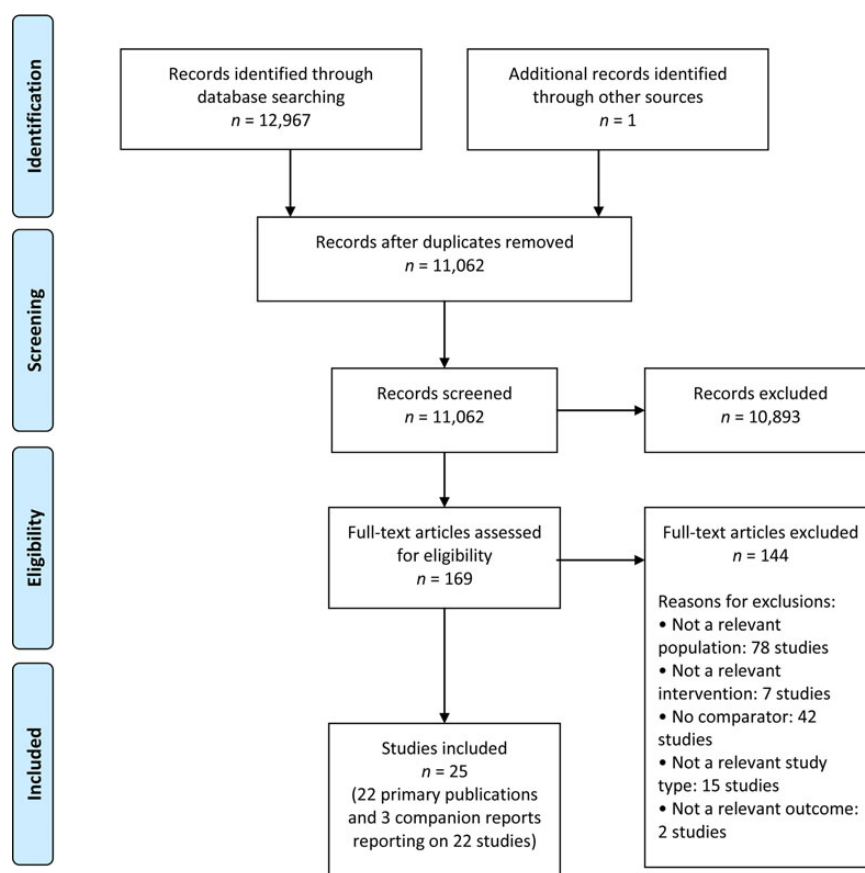 Identification
Records identified through
database searching
n = 12,967
Additional records identified
through other sources
n = 1
Records after duplicates removed
n = 11,062
Screening
Records screened
n = 11,062
Records excluded
n = 10,893
Eligibility
Full-text articles assessed
for eligibility
n = 169
Full-text articles excluded
n = 144
Reasons for exclusions:
• Not a relevant
population: 78 studies
• Not a relevant
intervention: 7 studies
• No comparator: 42
studies
• Not a relevant study
type: 15 studies
• Not a relevant outcome:
2 studies
Included
Studies included
n = 25
(22 primary publications
and 3 companion reports
reporting on 22 studies)